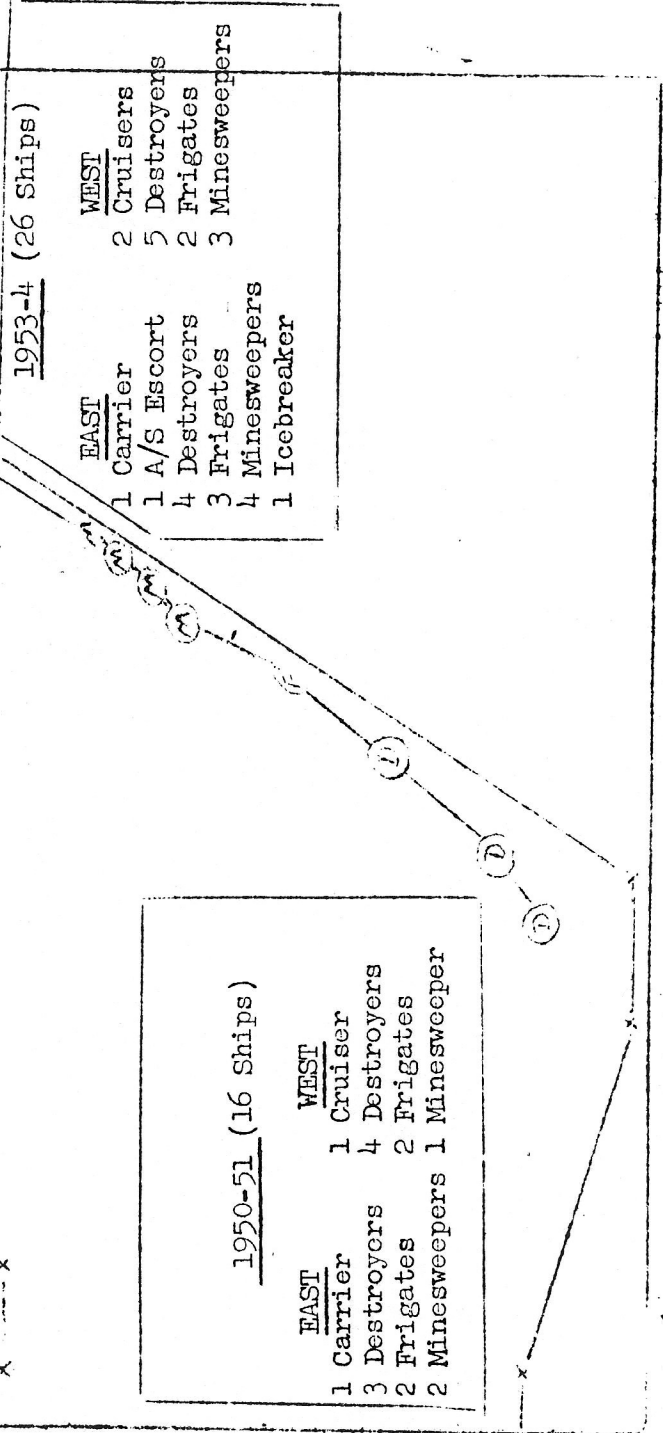 1953-4 (26 Ships)
EAST
1 Carrier
1 A/S Escort
4 Destroyers
3 Frigates
4 Minesweepers
1 Icebreaker
WEST
2 Cruisers
5 Destroyers
2 Frigates
3 Minesweepers
1950-51 (16 Ships)
EAST
1 Carrier
3 Destroyers
2 Frigates
2 Minesweepers
WEST
1 Cruiser
4 Destroyers
2 Frigates
1 Minesweeper
D
D
D